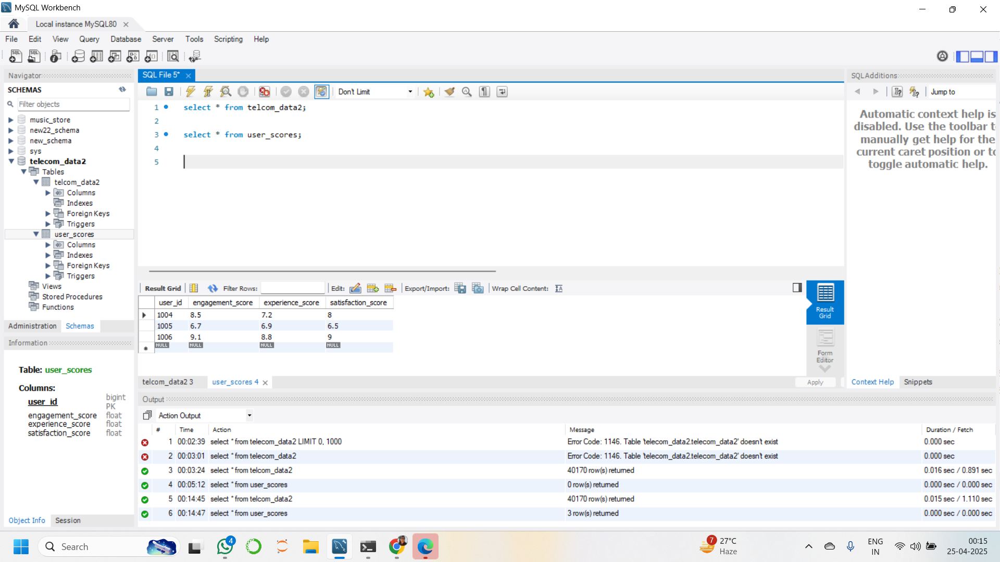 MySQL Workbench
Local instance MySQL80
File Edit View Query Database Server Tools Scripting Help
Navigator
SCHEMAS
Filter objects
music_store
new22_schema
new_schema
sys
telecom_data2
Tables
telcom_data2
Columns
Indexes
Foreign Keys
Triggers
user_scores
Columns
Indexes
Foreign Keys
Triggers
Views
Stored Procedures
Functions
Administration Schemas
Information
Table: user_scores
Columns:
user_id bigint PK
engagement_score float
experience_score float
satisfaction_score float
Object Info Session
SQL File 5*
Don't Limit
1 select * from telcom_data2;
2
3 select * from user_scores;
4
5
Result Grid Filter Rows: Edit: Export/Import: Wrap Cell Content:
user_id engagement_score experience_score satisfaction_score
1004 8.5 7.2 8
1005 6.7 6.9 6.5
1006 9.1 8.8 9
NULL NULL NULL NULL
Result Grid
Form Editor
telcom_data2 3 user_scores 4 Apply
SQLAdditions
Jump to
Automatic context help is
disabled. Use the toolbar t
manually get help for the
current caret position or to
toggle automatic help.
Context Help Snippets
Output
Action Output
# Time Action Message Duration / Fetch
1 00:02:39 select * from telecom_data2 LIMIT 0, 1000 Error Code: 1146. Table 'telecom_data2.telecom_data2' doesn't exist 0.000 sec
2 00:03:01 select * from telecom_data2 Error Code: 1146. Table 'telecom_data2.telecom_data2' doesn't exist 0.000 sec
3 00:03:24 select * from telcom_data2 40170 row(s) returned 0.016 sec / 0.891 sec
4 00:05:12 select * from user_scores 0 row(s) returned 0.000 sec / 0.000 sec
5 00:14:45 select * from telcom_data2 40170 row(s) returned 0.015 sec / 1.110 sec
6 00:14:47 select * from user_scores 3 row(s) returned 0.000 sec / 0.000 sec
Search
4
7
27°C
Haze
ENG
IN
00:15
25-04-2025